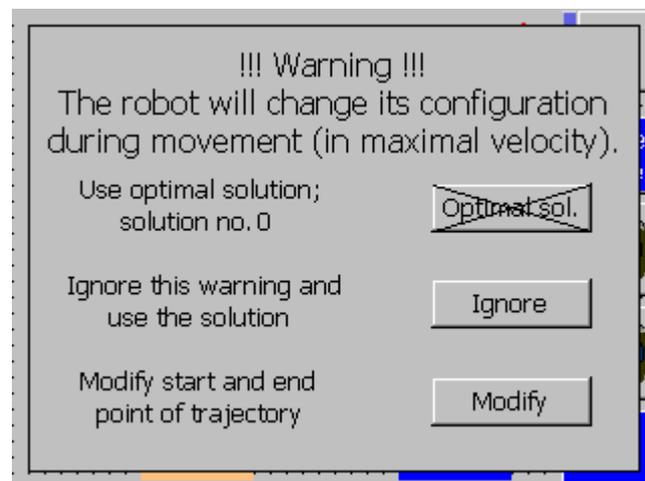 !!! Warning !!!
The robot will change its configuration
during movement (in maximal velocity).
Use optimal solution;
solution no. 0
Optimal sol.
Ignore this warning and
use the solution
Ignore
Modify start and end
point of trajectory
Modify